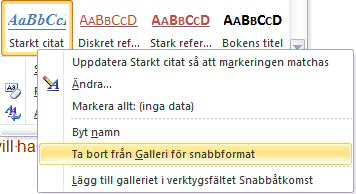 AaBbCcD AaBbCcD AaBbCcD AaBbCcD
Starkt citat Diskret ref... Stark refer... Bokens titel
Uppdatera Starkt citat så att markeringen matchas
Ändra...
Markera allt: (inga data)
Byt namn
Ta bort från Galleri för snabbformat
Lägg till galleriet i verktygsfältet Snabbåtkomst
vill ha